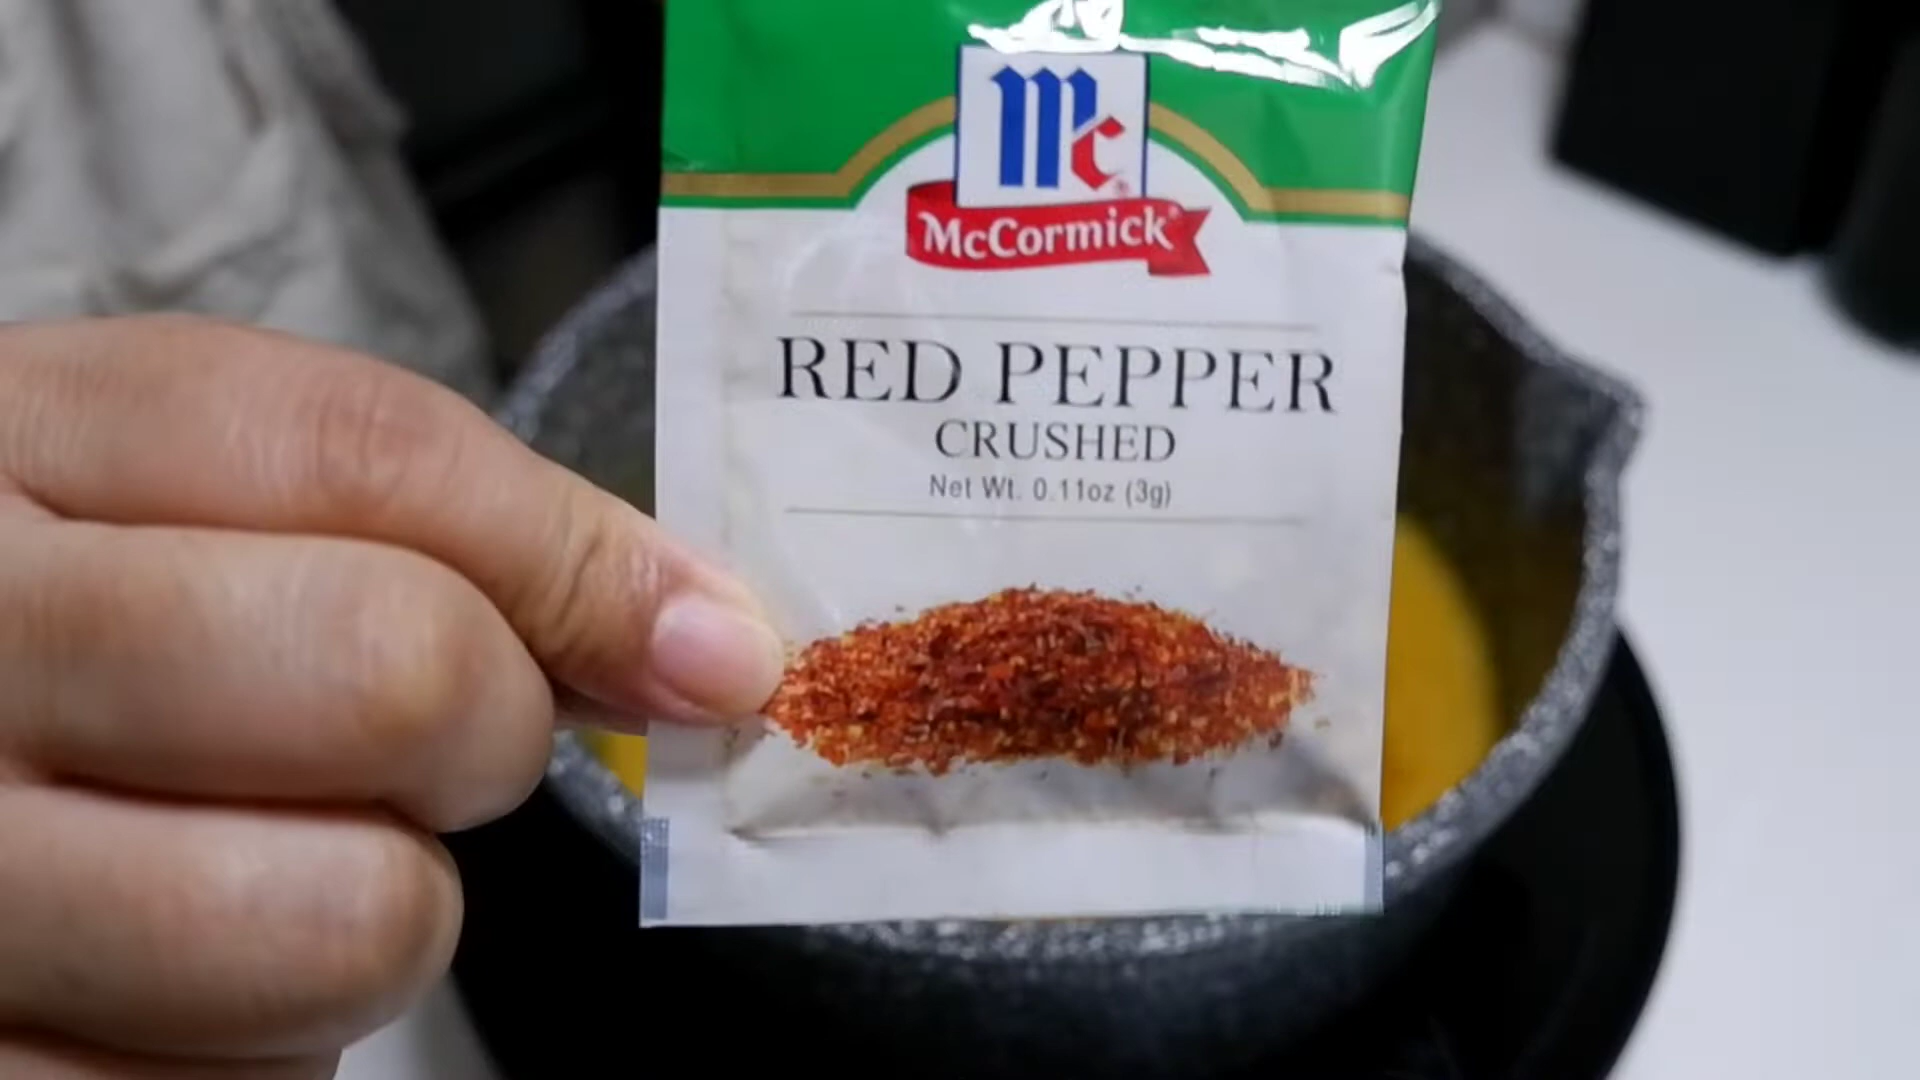 Mc
McCormick
RED PEPPER
CRUSHED
Net Wt. 0.11oz (3g)